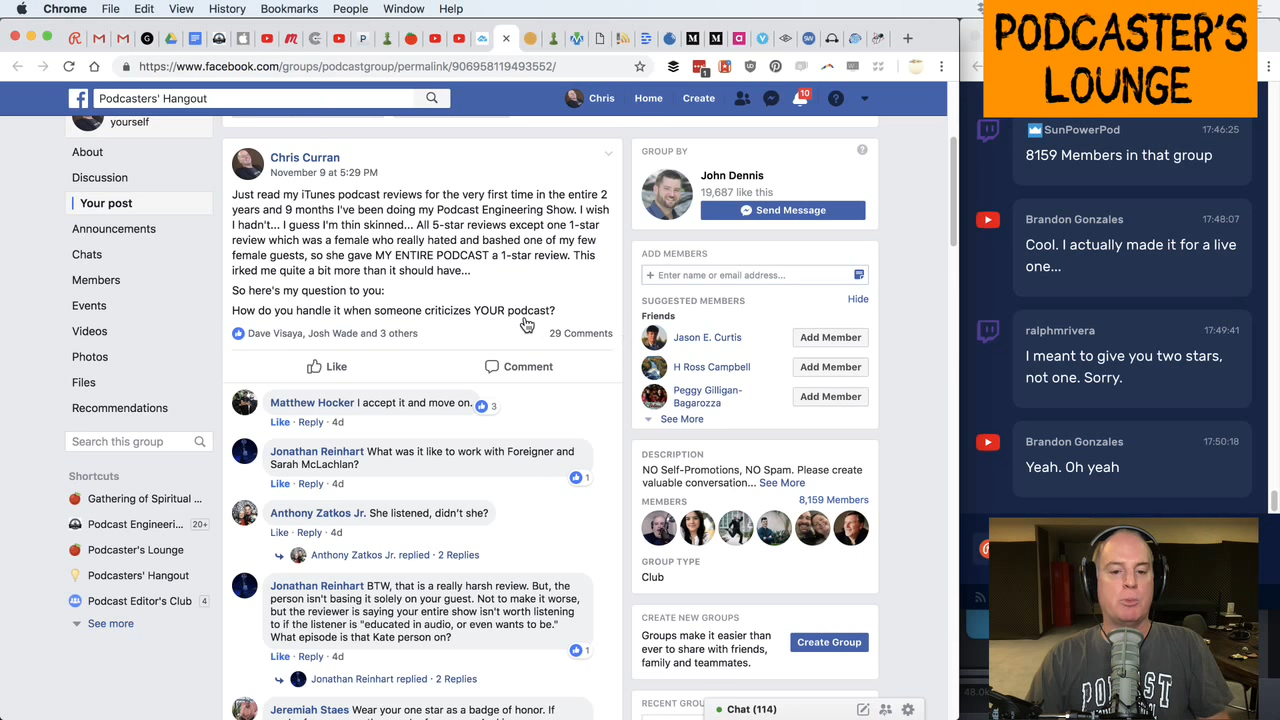 Chrome File Edit View History Bookmarks People Window Help
https://www.facebook.com/groups/podcastgroup/permalink/906958119493552/
1
Podcasters' Hangout
Chris Home Create 10
yourself
About
Discussion
Your post
Announcements
Chats
Members
Events
Videos
Photos
Files
Recommendations
Search this group
Shortcuts
Gathering of Spiritual ...
Podcast Engineeri... 20+
Podcaster's Lounge
Podcasters' Hangout
Podcast Editor's Club 4
See more
Chris Curran
November 9 at 5:29 PM
Just read my iTunes podcast reviews for the very first time in the entire 2
years and 9 months I've been doing my Podcast Engineering Show. I wish
I hadn't... I guess I'm thin skinned... All 5-star reviews except one 1-star
review which was a female who really hated and bashed one of my few
female guests, so she gave MY ENTIRE PODCAST a 1-star review. This
irked me quite a bit more than it should have...
So here's my question to you:
How do you handle it when someone criticizes YOUR podcast?
Dave Visaya, Josh Wade and 3 others 29 Comments
Like Comment
Matthew Hocker I accept it and move on. 3
Like · Reply · 4d
Jonathan Reinhart What was it like to work with Foreigner and
Sarah McLachlan?
1
Like · Reply · 4d
Anthony Zatkos Jr. She listened, didn't she?
Like · Reply · 4d
Anthony Zatkos Jr. replied · 2 Replies
Jonathan Reinhart BTW, that is a really harsh review. But, the
person isn't basing it solely on your guest. Not to make it worse,
but the reviewer is saying your entire show isn't worth listening
to if the listener is "educated in audio, or even wants to be."
What episode is that Kate person on?
1
Like · Reply · 4d
Jonathan Reinhart replied · 2 Replies
Jeremiah Staes Wear your one star as a badge of honor. If
GROUP BY
John Dennis
19,687 like this
Send Message
ADD MEMBERS
+ Enter name or email address...
SUGGESTED MEMBERS Hide
Friends
Jason E. Curtis Add Member
H Ross Campbell Add Member
Peggy Gilligan-
Bagarozza Add Member
See More
DESCRIPTION
NO Self-Promotions, NO Spam. Please create
valuable conversation... See More
MEMBERS 8,159 Members
GROUP TYPE
Club
CREATE NEW GROUPS
Groups make it easier than
ever to share with friends,
family and teammates.
Create Group
RECENT GROU
Chat (114)
PODCASTER'S
LOUNGE
SunPowerPod 17:46:25
8159 Members in that group
Brandon Gonzales 17:48:07
Cool. I actually made it for a live
one...
ralphmrivera 17:49:41
I meant to give you two stars,
not one. Sorry.
Brandon Gonzales 17:50:18
Yeah. Oh yeah
48.0k